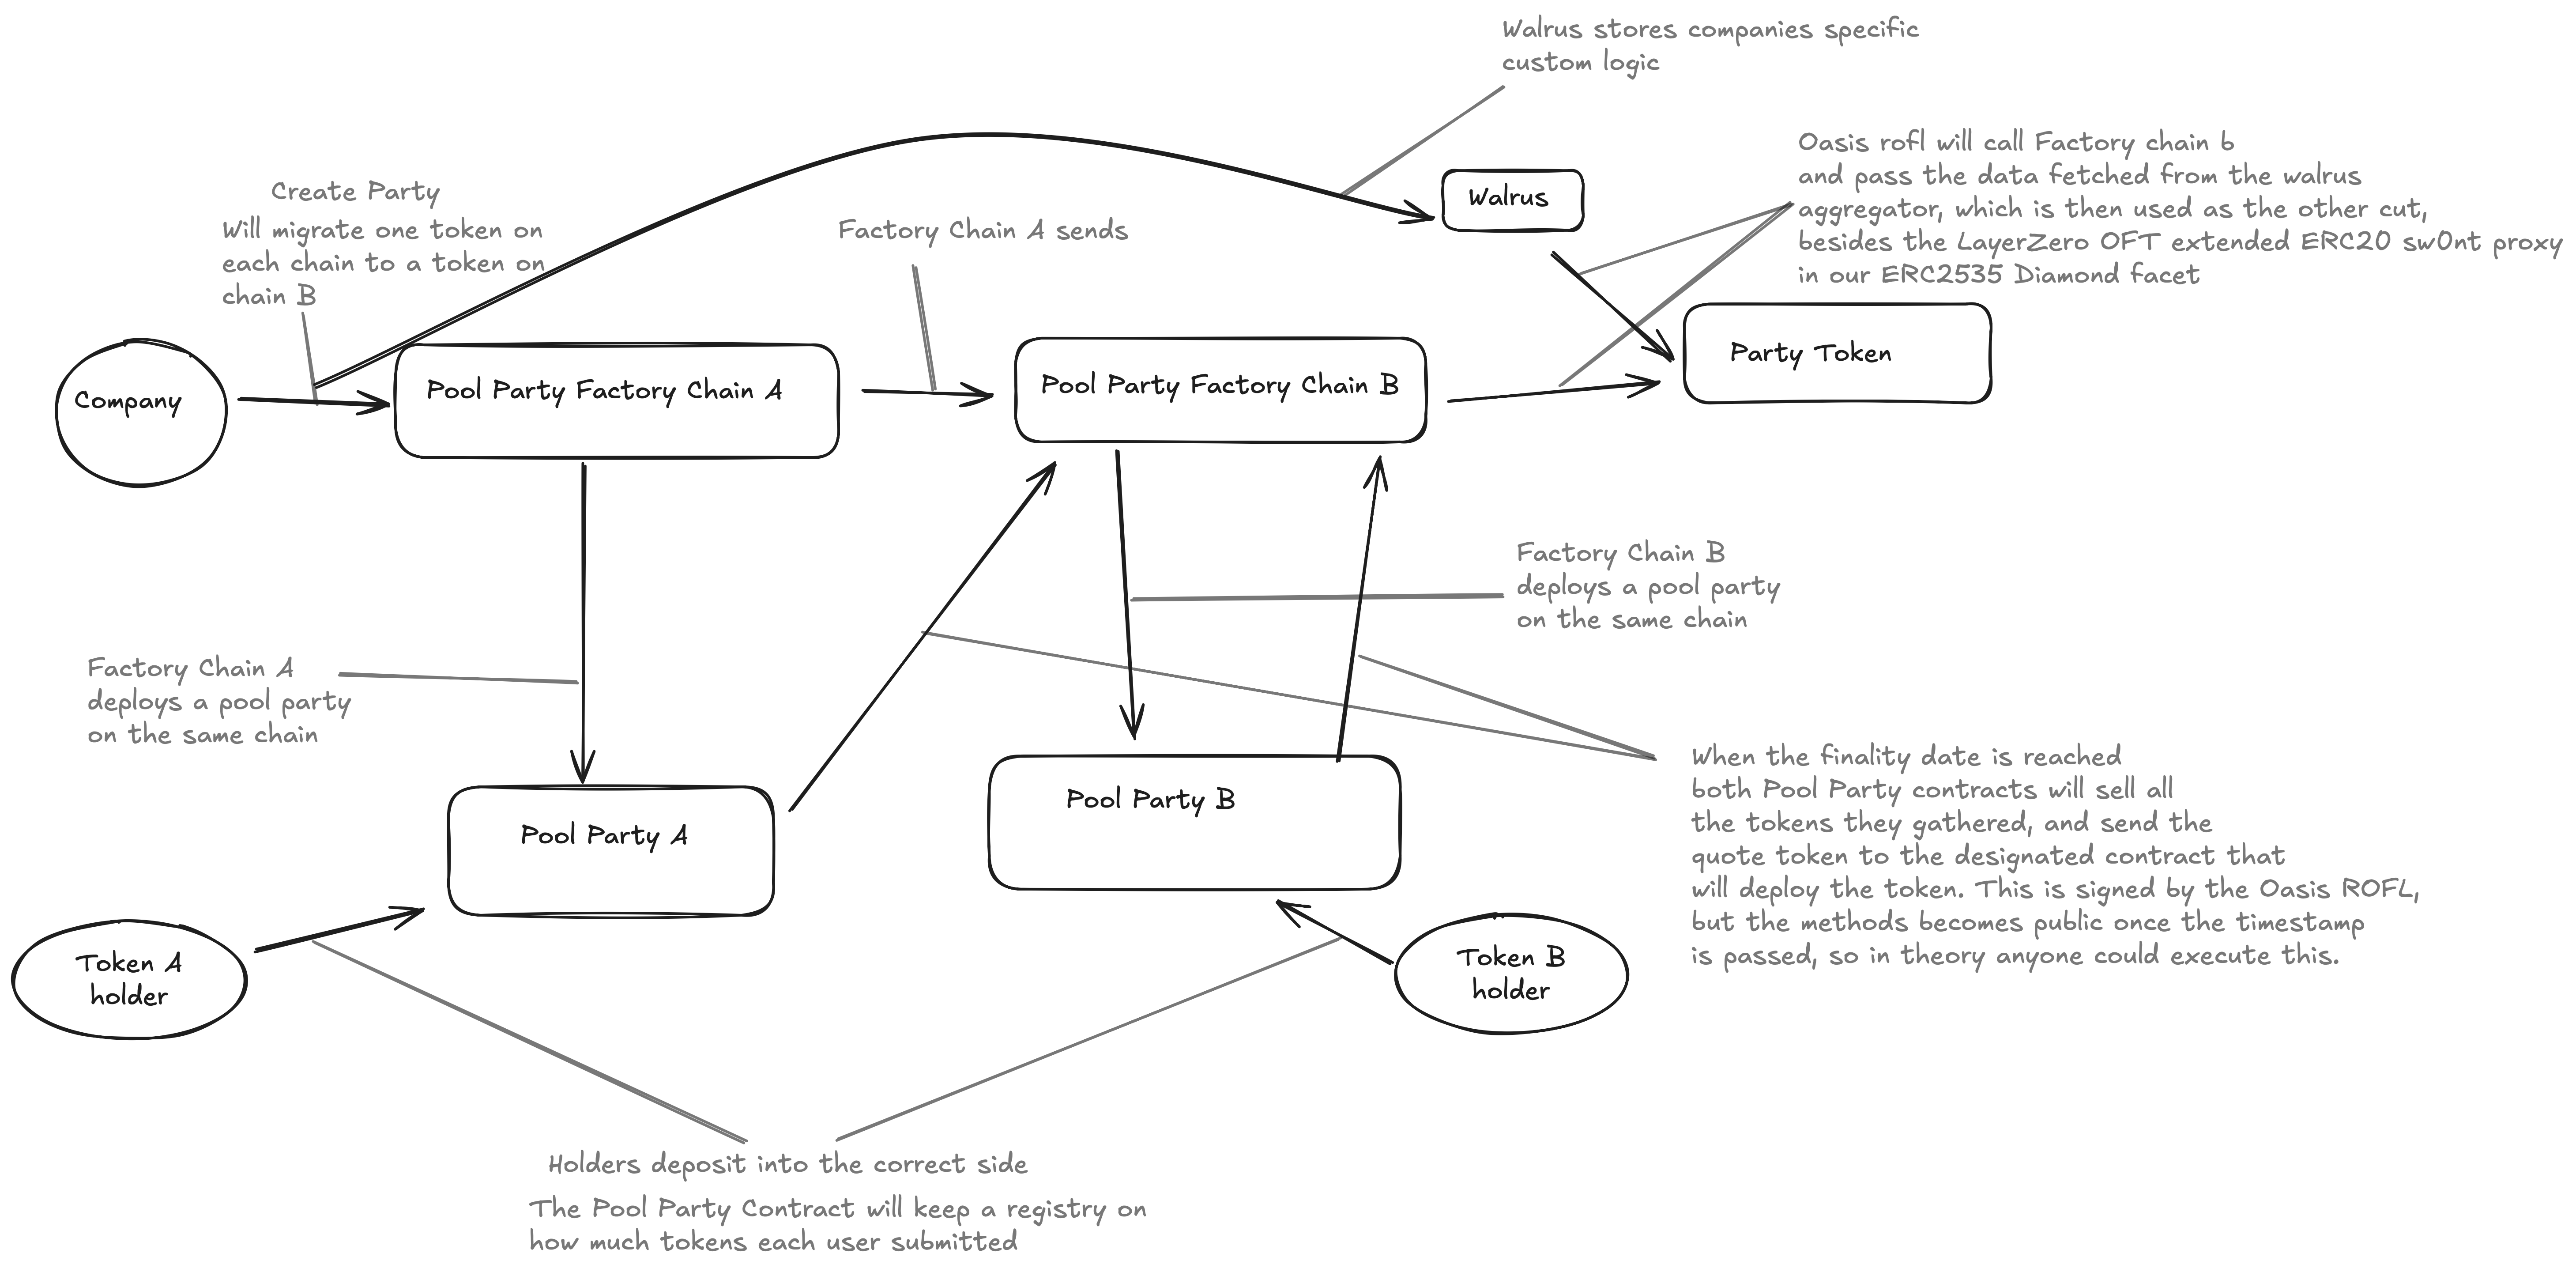 Walrus stores companies specific
custom logic
Oasis rofl will call Factory chain b
and pass the data fetched from the walrus
aggregator, which is then used as the other cut,
besides the LayerZero OFT extended ERC20 sw0nt proxy
in our ERC2535 Diamond facet
Create Party
Will migrate one token on
each chain to a token on
chain B
Factory Chain A sends
Walrus
Company
Pool Party Factory Chain A
Pool Party Factory Chain B
Party Token
Factory Chain B
deploys a pool party
on the same chain
Factory Chain A
deploys a pool party
on the same chain
When the finality date is reached
both Pool Party contracts will sell all
the tokens they gathered, and send the
quote token to the designated contract that
will deploy the token. This is signed by the Oasis ROFL,
but the methods becomes public once the timestamp
is passed, so in theory anyone could execute this.
Pool Party A
Pool Party B
Token A
holder
Token B
holder
Holders deposit into the correct side
The Pool Party Contract will keep a registry on
how much tokens each user submitted